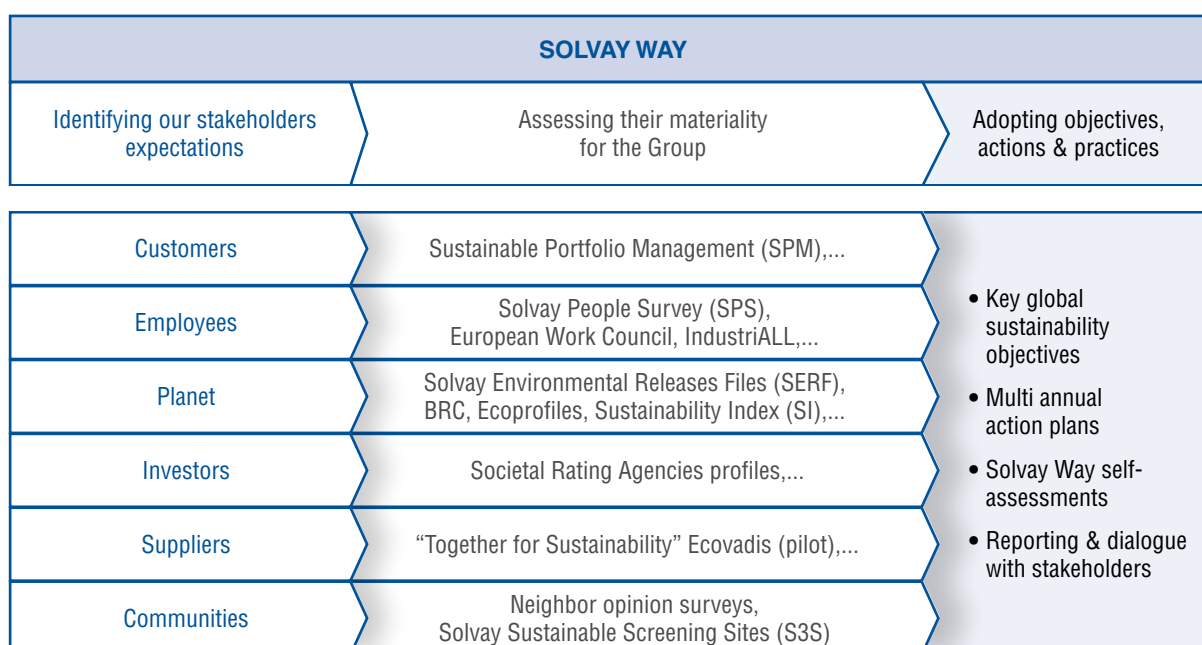 SOLVAY WAY
Identifying our stakeholders
expectations
Assessing their materiality
for the Group
Adopting objectives,
actions & practices
Customers
Sustainable Portfolio Management (SPM),...
Employees
Solvay People Survey (SPS),
European Work Council, IndustriALL,...
Planet
Solvay Environmental Releases Files (SERF),
BRC, Ecoprofiles, Sustainability Index (SI),...
Investors
Societal Rating Agencies profiles,...
Suppliers
“Together for Sustainability” Ecovadis (pilot),...
Communities
Neighbor opinion surveys,
Solvay Sustainable Screening Sites (S3S)
• Key global
sustainability
objectives
• Multi annual
action plans
• Solvay Way self-
assessments
• Reporting & dialogue
with stakeholders